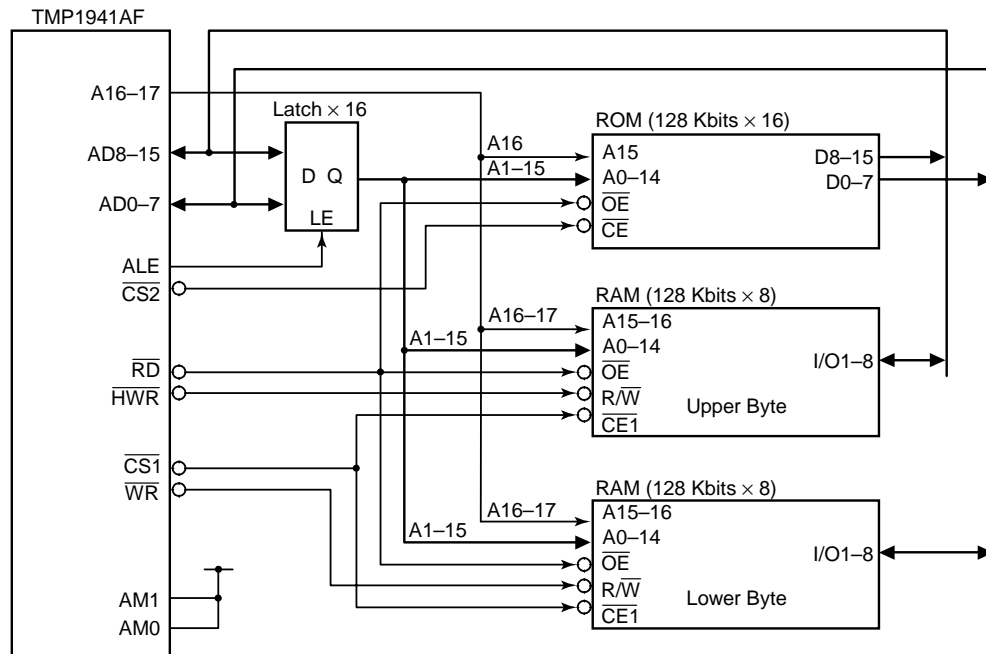 TMP1941AF
A16–17
AD8–15
AD0–7
ALE
CS2
RD
HWR
CS1
WR
AM1
AM0
Latch × 16
D Q
LE
A16
A1–15
ROM (128 Kbits × 16)
A15
A0–14
OE
CE
D8–15
D0–7
A16–17
A1–15
RAM (128 Kbits × 8)
A15–16
A0–14
OE
R/W
CE1
I/O1–8
Upper Byte
A16–17
A1–15
RAM (128 Kbits × 8)
A15–16
A0–14
OE
R/W
CE1
I/O1–8
Lower Byte